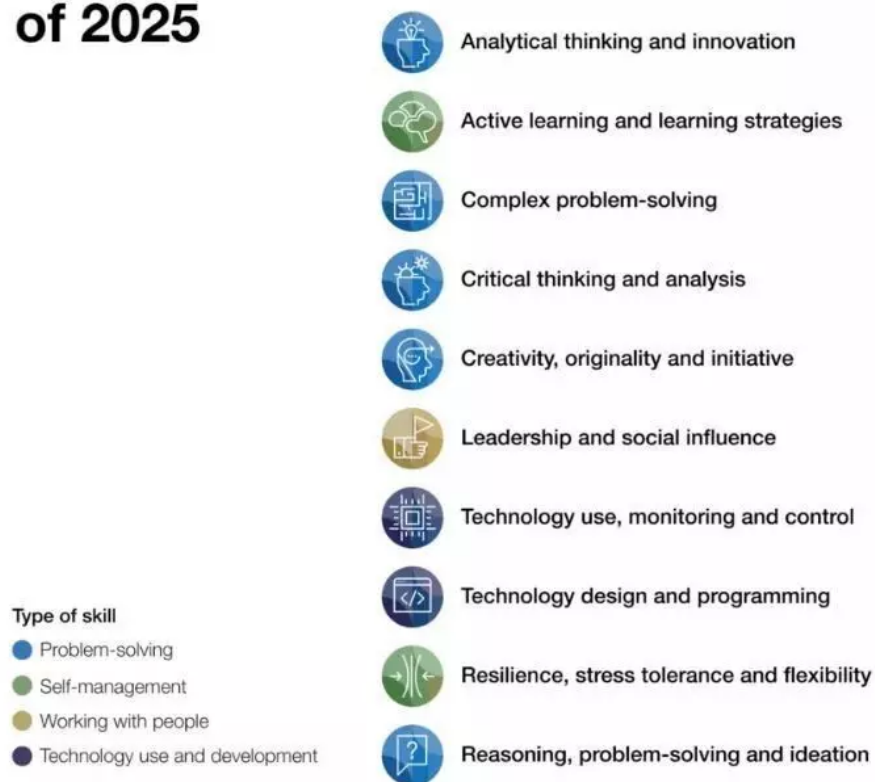 of 2025
Analytical thinking and innovation
Active learning and learning strategies
Complex problem-solving
Critical thinking and analysis
Creativity, originality and initiative
Leadership and social influence
Technology use, monitoring and control
Technology design and programming
Resilience, stress tolerance and flexibility
Reasoning, problem-solving and ideation
Type of skill
Problem-solving
Self-management
Working with people
Technology use and development